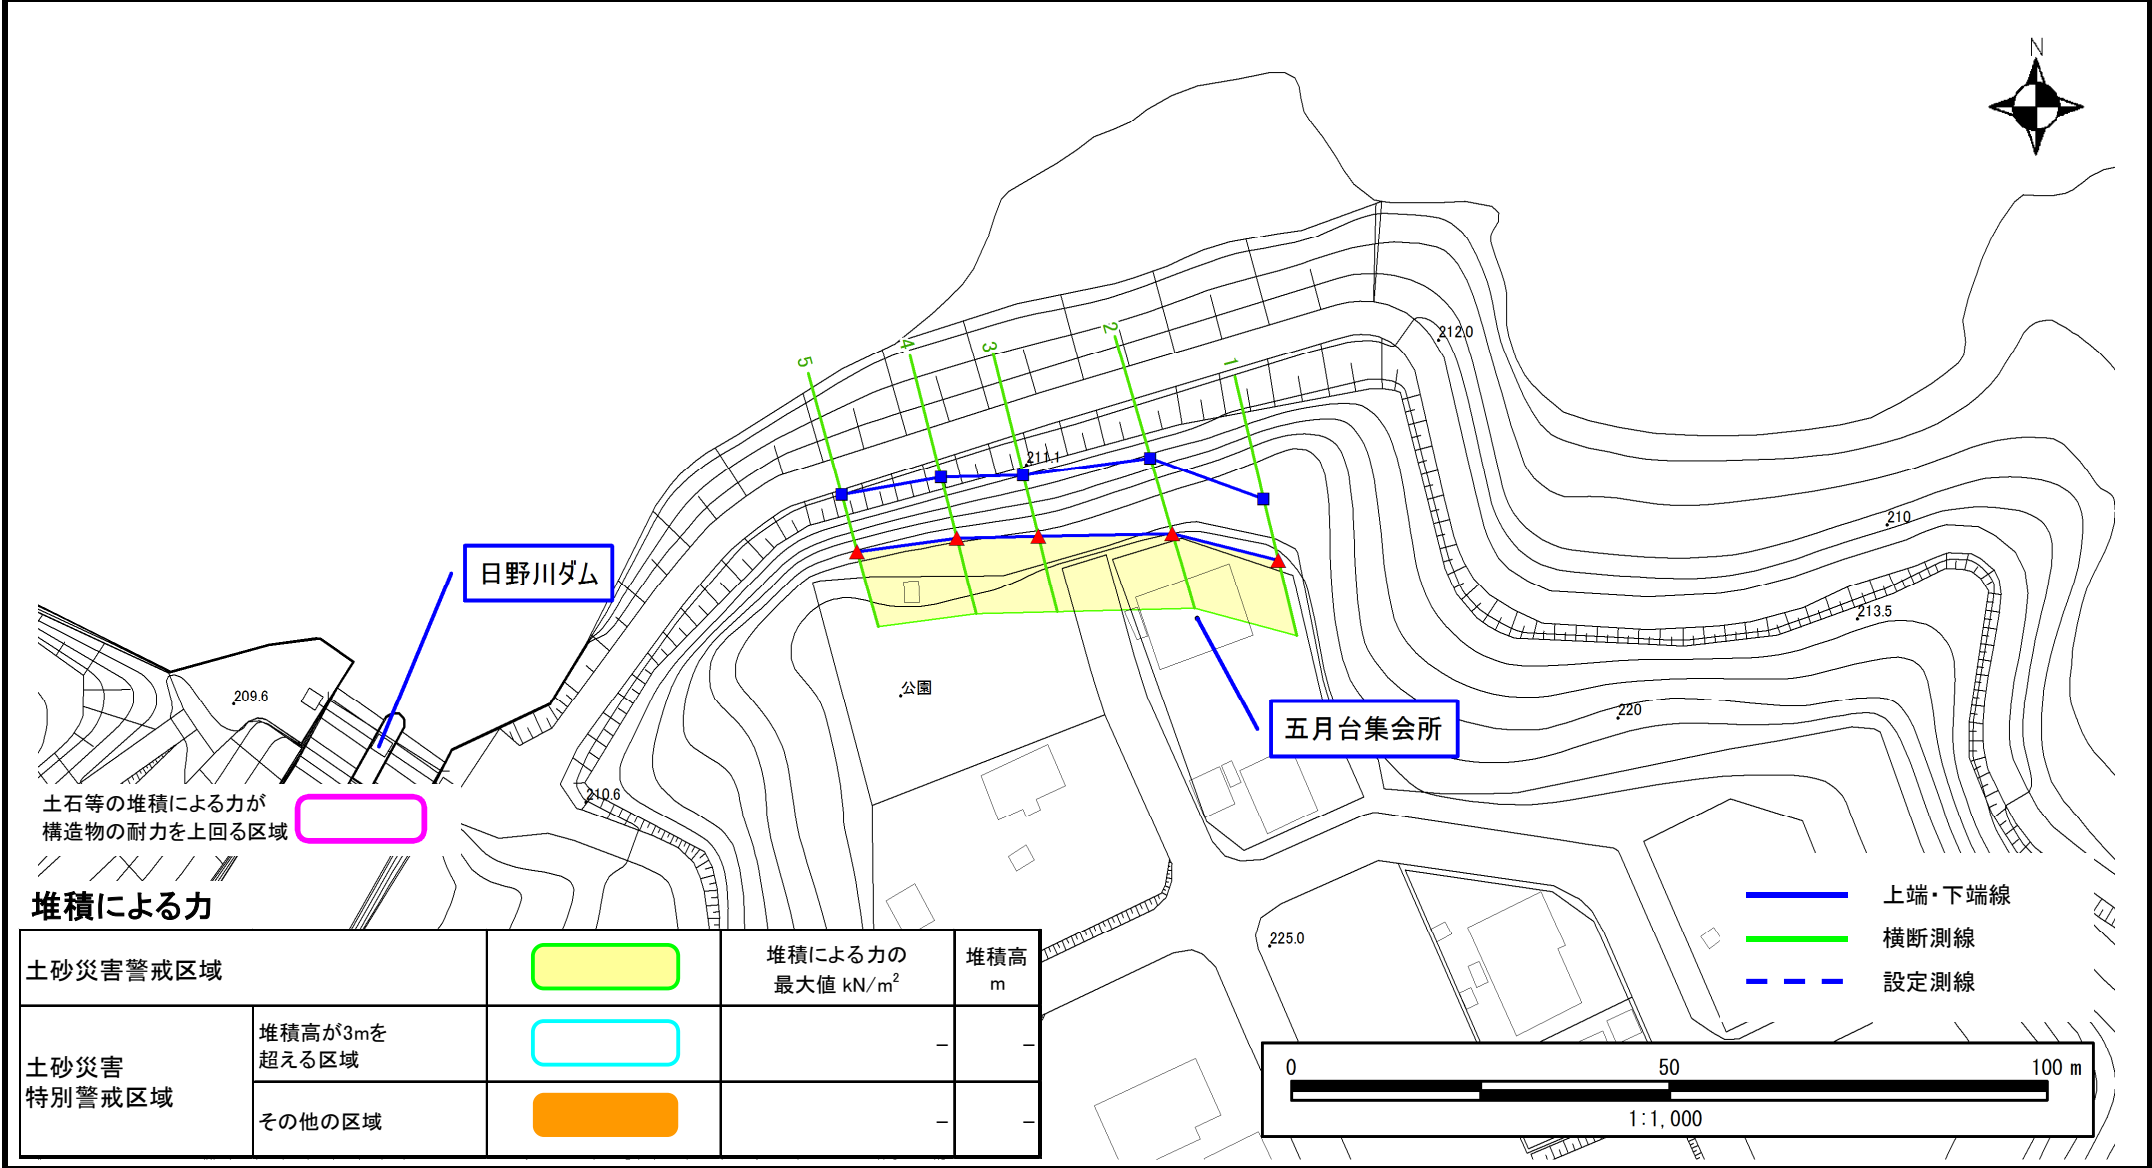 N
212.0
5
4
3
2
1
211.1
210
日野川ダム
213.5
209.6
公園
220
五月台集会所
210.6
土石等の堆積による力が
構造物の耐力を上回る区域
225.0
堆積による力
土砂災害警戒区域
堆積による力の
最大値 kN/m²
堆積高
m
土砂災害
特別警戒区域
堆積高が3mを
超える区域
–
–
その他の区域
–
–
上端・下端線
横断測線
設定測線
0 50 100 m
1:1,000